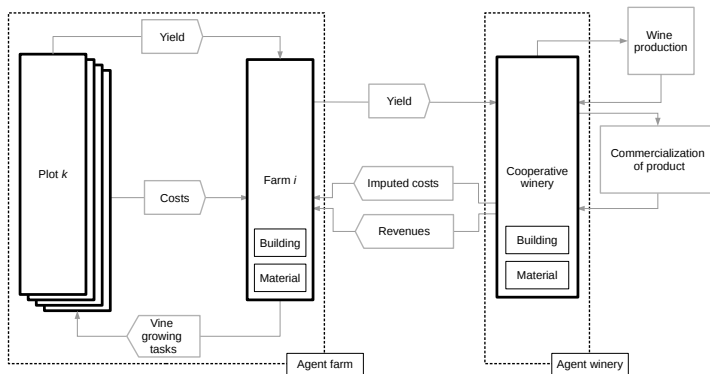 Yield
Wine
production
Plot k
Farm i
Yield
Cooperative
winery
Commercialization
of product
Costs
Imputed costs
Revenues
Building
Material
Building
Material
Vine
growing
tasks
Agent farm
Agent winery